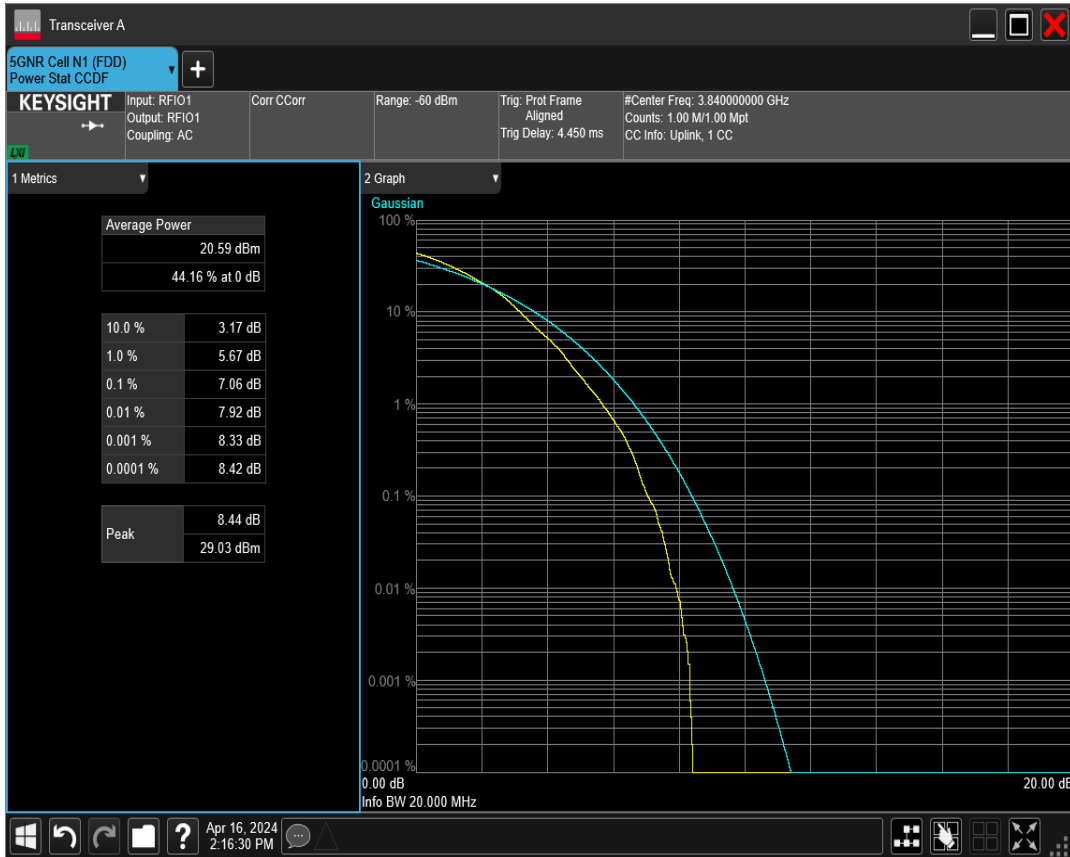 Transceiver A
5GNR Cell N1 (FDD)
Power Stat CCDF
KEYSIGHT
LXI
Input: RFIO1
Output: RFIO1
Coupling: AC
Corr CCorr
Range: -60 dBm
Trig: Prot Frame
Aligned
Trig Delay: 4.450 ms
#Center Freq: 3.840000000 GHz
Counts: 1.00 M/1.00 Mpt
CC Info: Uplink, 1 CC
1 Metrics
Average Power
20.59 dBm
44.16 % at 0 dB
10.0 % 3.17 dB
1.0 % 5.67 dB
0.1 % 7.06 dB
0.01 % 7.92 dB
0.001 % 8.33 dB
0.0001 % 8.42 dB
Peak
8.44 dB
29.03 dBm
2 Graph
Gaussian
100 %
10 %
1 %
0.1 %
0.01 %
0.001 %
0.0001 %
0.00 dB 20.00 dB
Info BW 20.000 MHz
Apr 16, 2024
2:16:30 PM